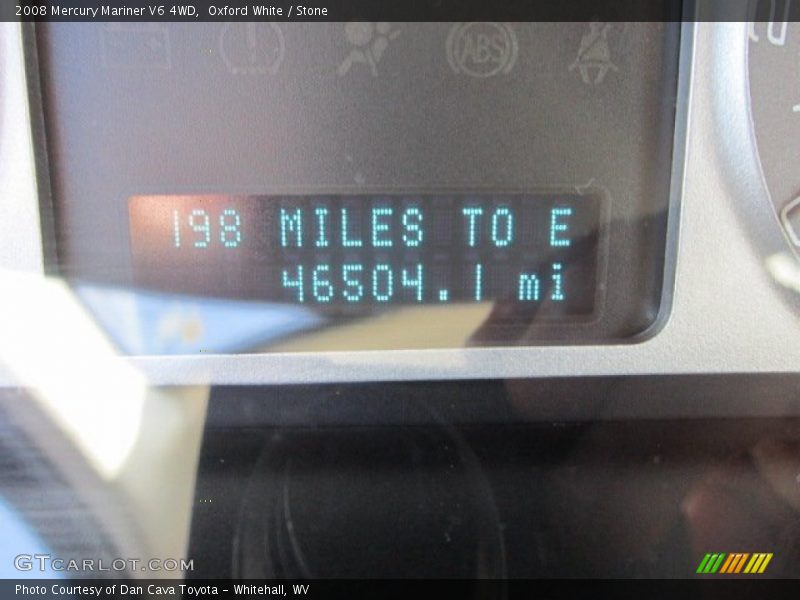 2008 Mercury Mariner V6 4WD, Oxford White / Stone
ABS
198 MILES TO E
46504.1 mi
GTCARLOT.COM
Photo Courtesy of Dan Cava Toyota - Whitehall, WV